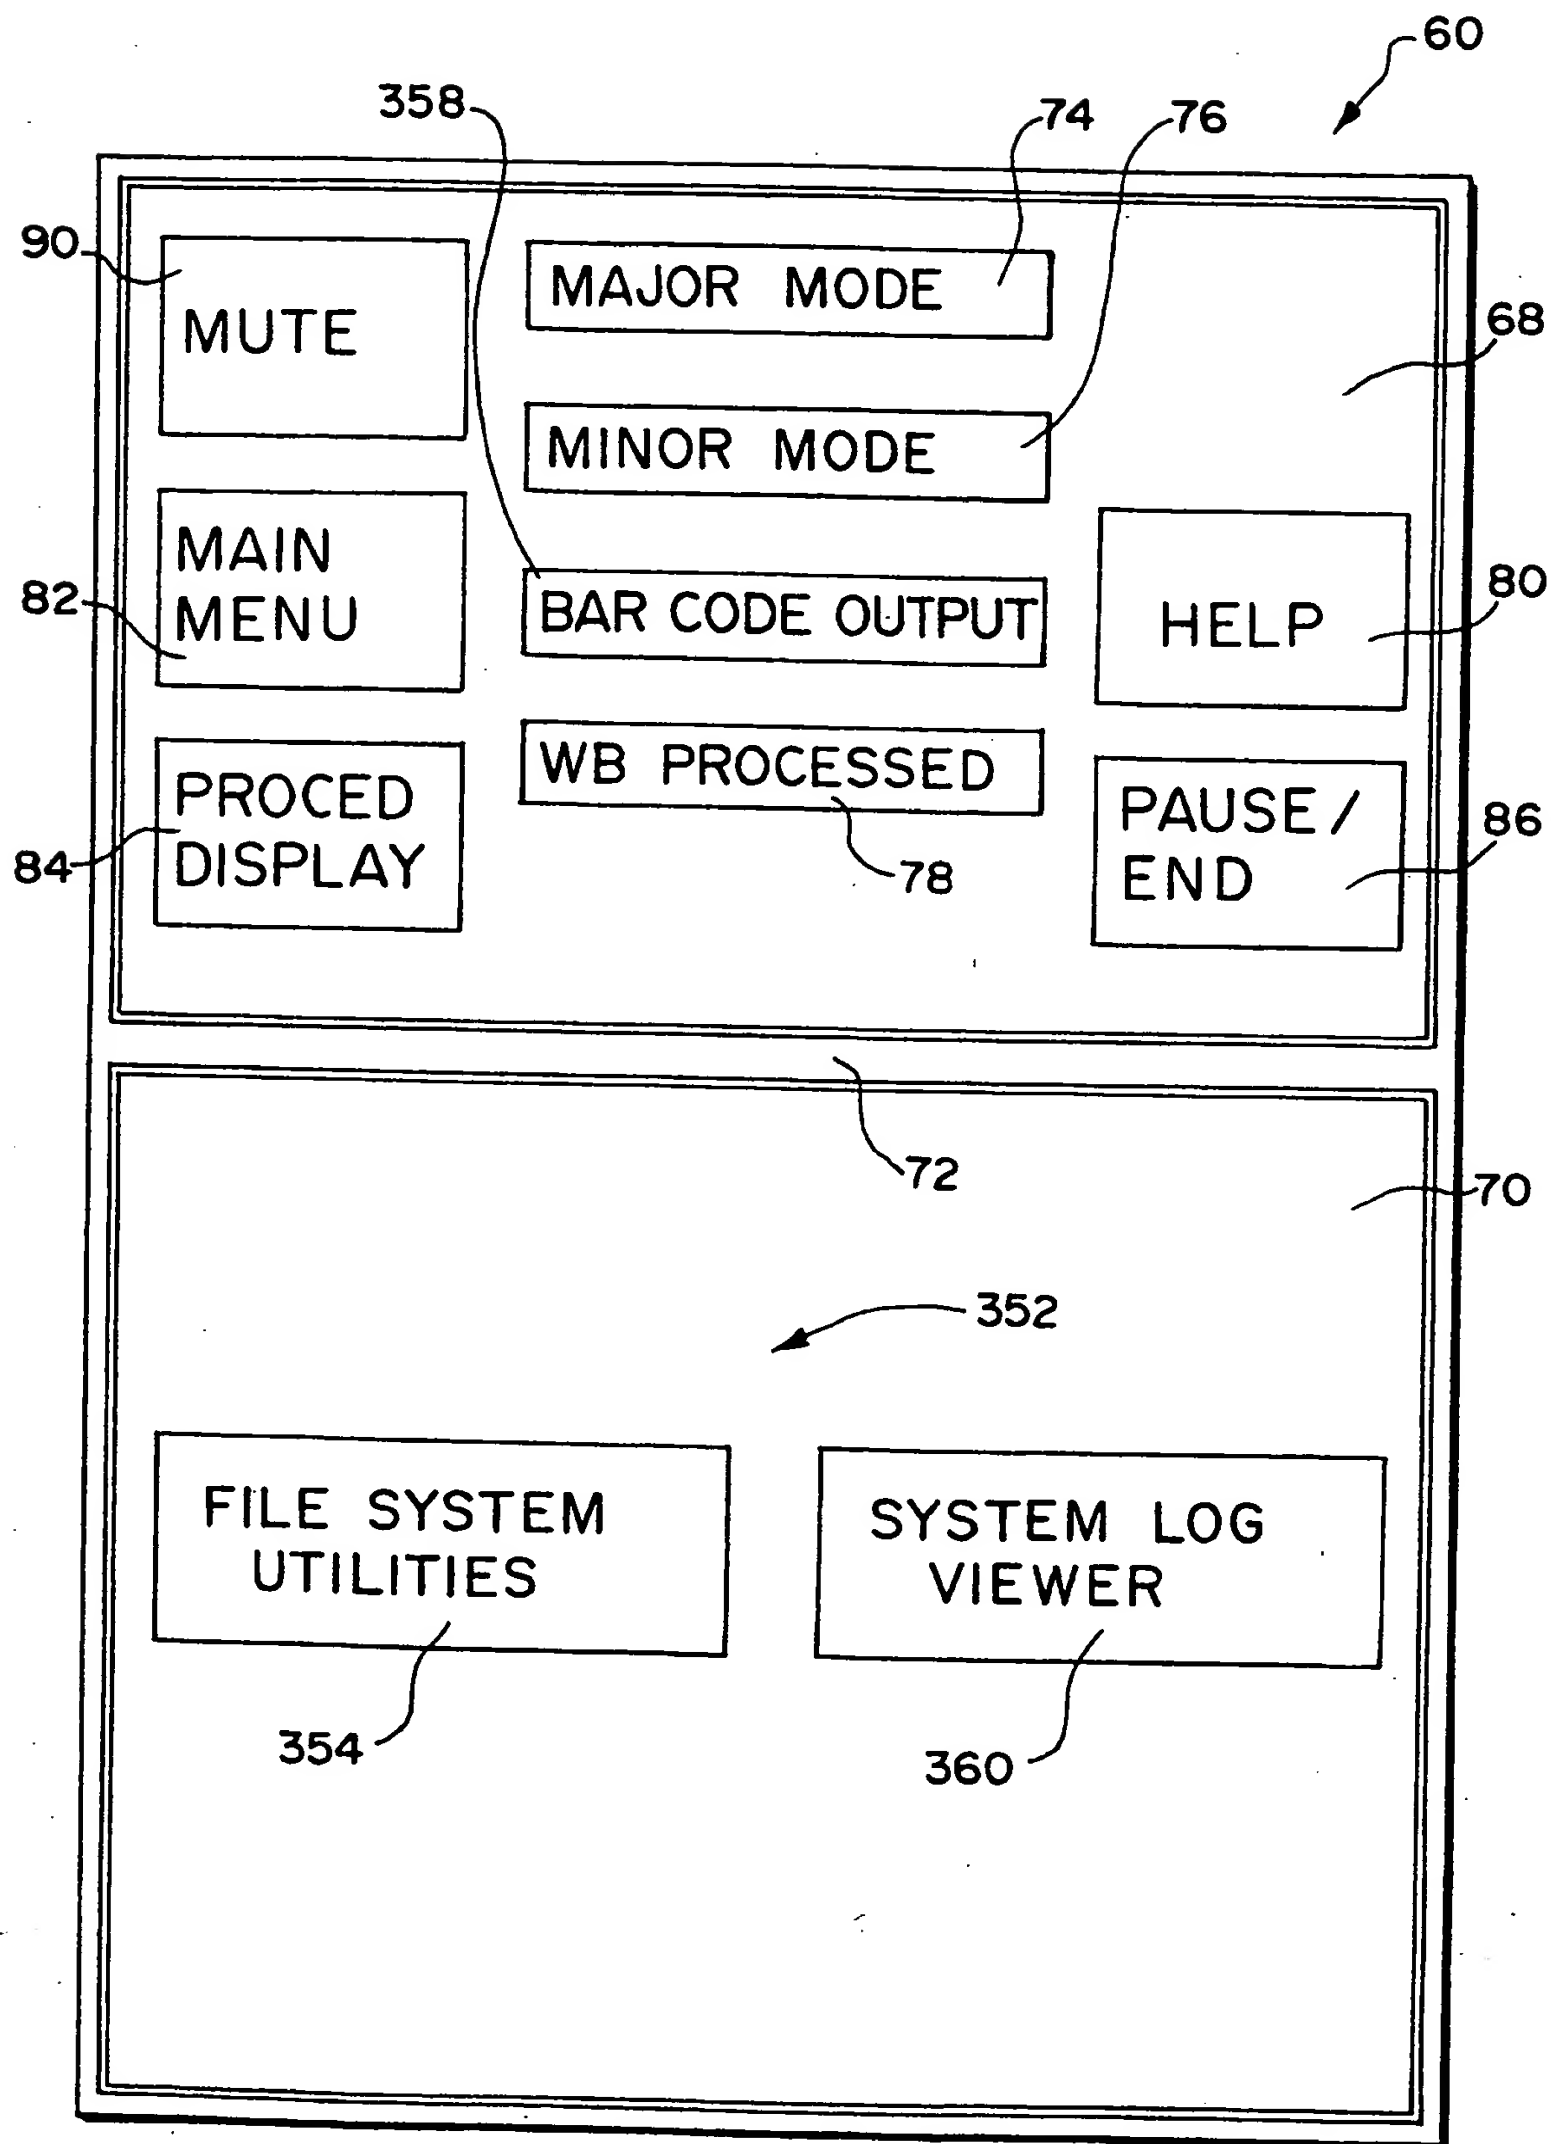 60
358
74
76
90
MUTE
MAJOR MODE
68
MINOR MODE
MAIN
MENU
82
BAR CODE OUTPUT
HELP
80
WB PROCESSED
78
PROCED
DISPLAY
84
PAUSE/
END
86
72
70
352
FILE SYSTEM
UTILITIES
SYSTEM LOG
VIEWER
354
360